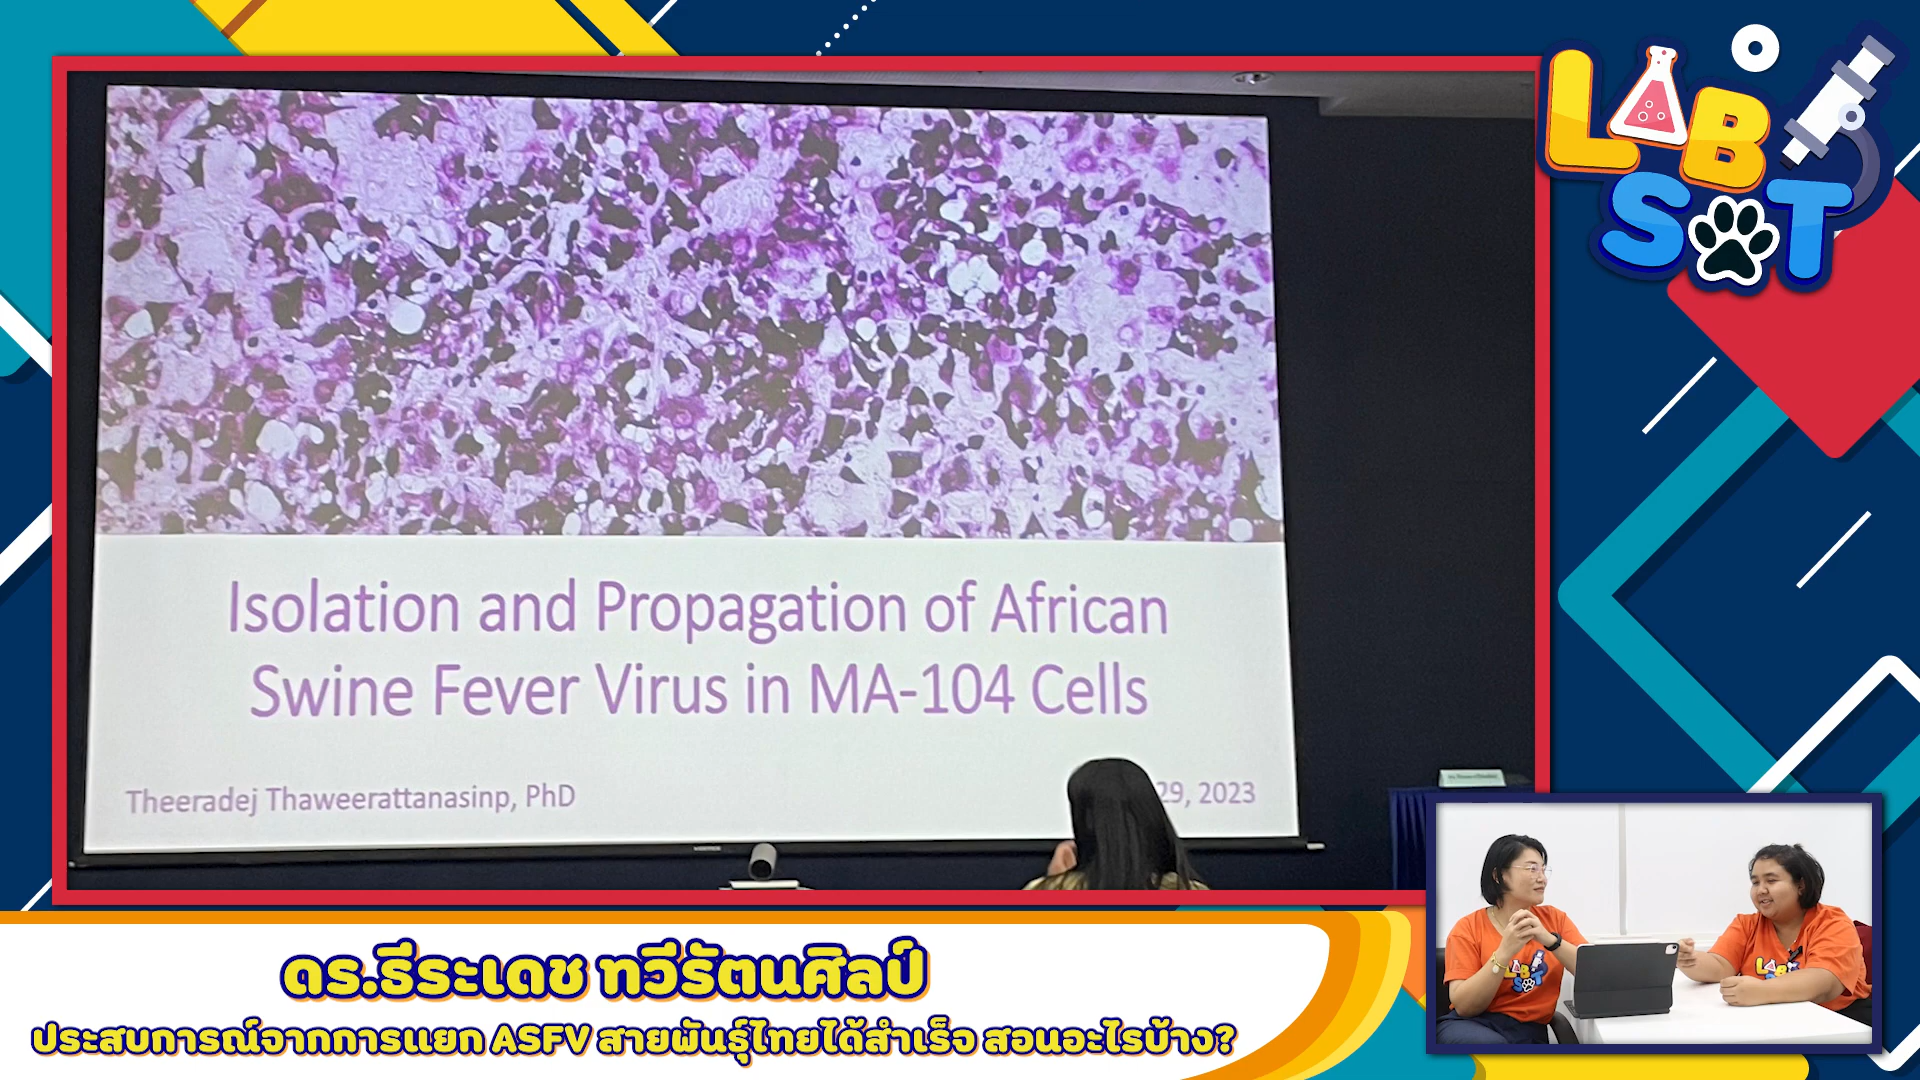 LAB
SOT
Isolation and Propagation of African
Swine Fever Virus in MA-104 Cells
Theeradej Thaweerattanasinp, PhD
29, 2023
ดร.ธีระเดช ทวีรัตนศิลป์
ประสบการณ์จากการแยก ASFV สายพันธุ์ไทยได้สำเร็จ สอนอะไรบ้าง?